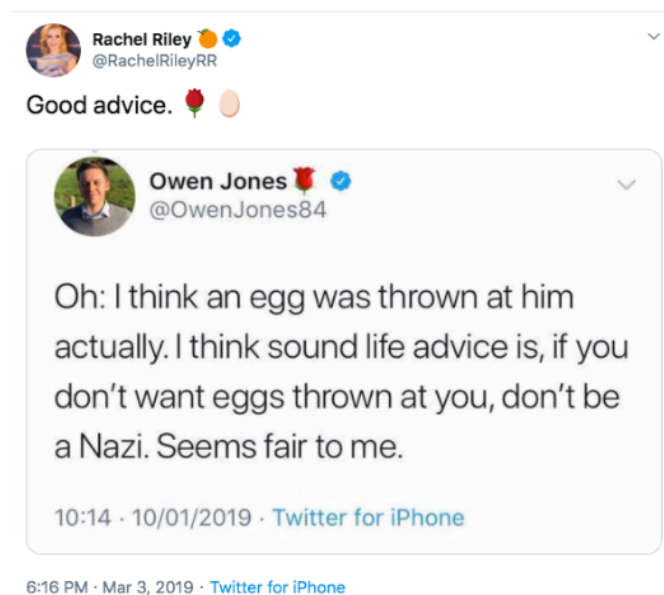 Rachel Riley 🍊
@RachelRileyRR
Good advice. 🌹 🥚
Owen Jones🌹
@OwenJones84
Oh: I think an egg was thrown at him
actually. I think sound life advice is, if you
don’t want eggs thrown at you, don’t be
a Nazi. Seems fair to me.
10:14 · 10/01/2019 · Twitter for iPhone
6:16 PM · Mar 3, 2019 · Twitter for iPhone